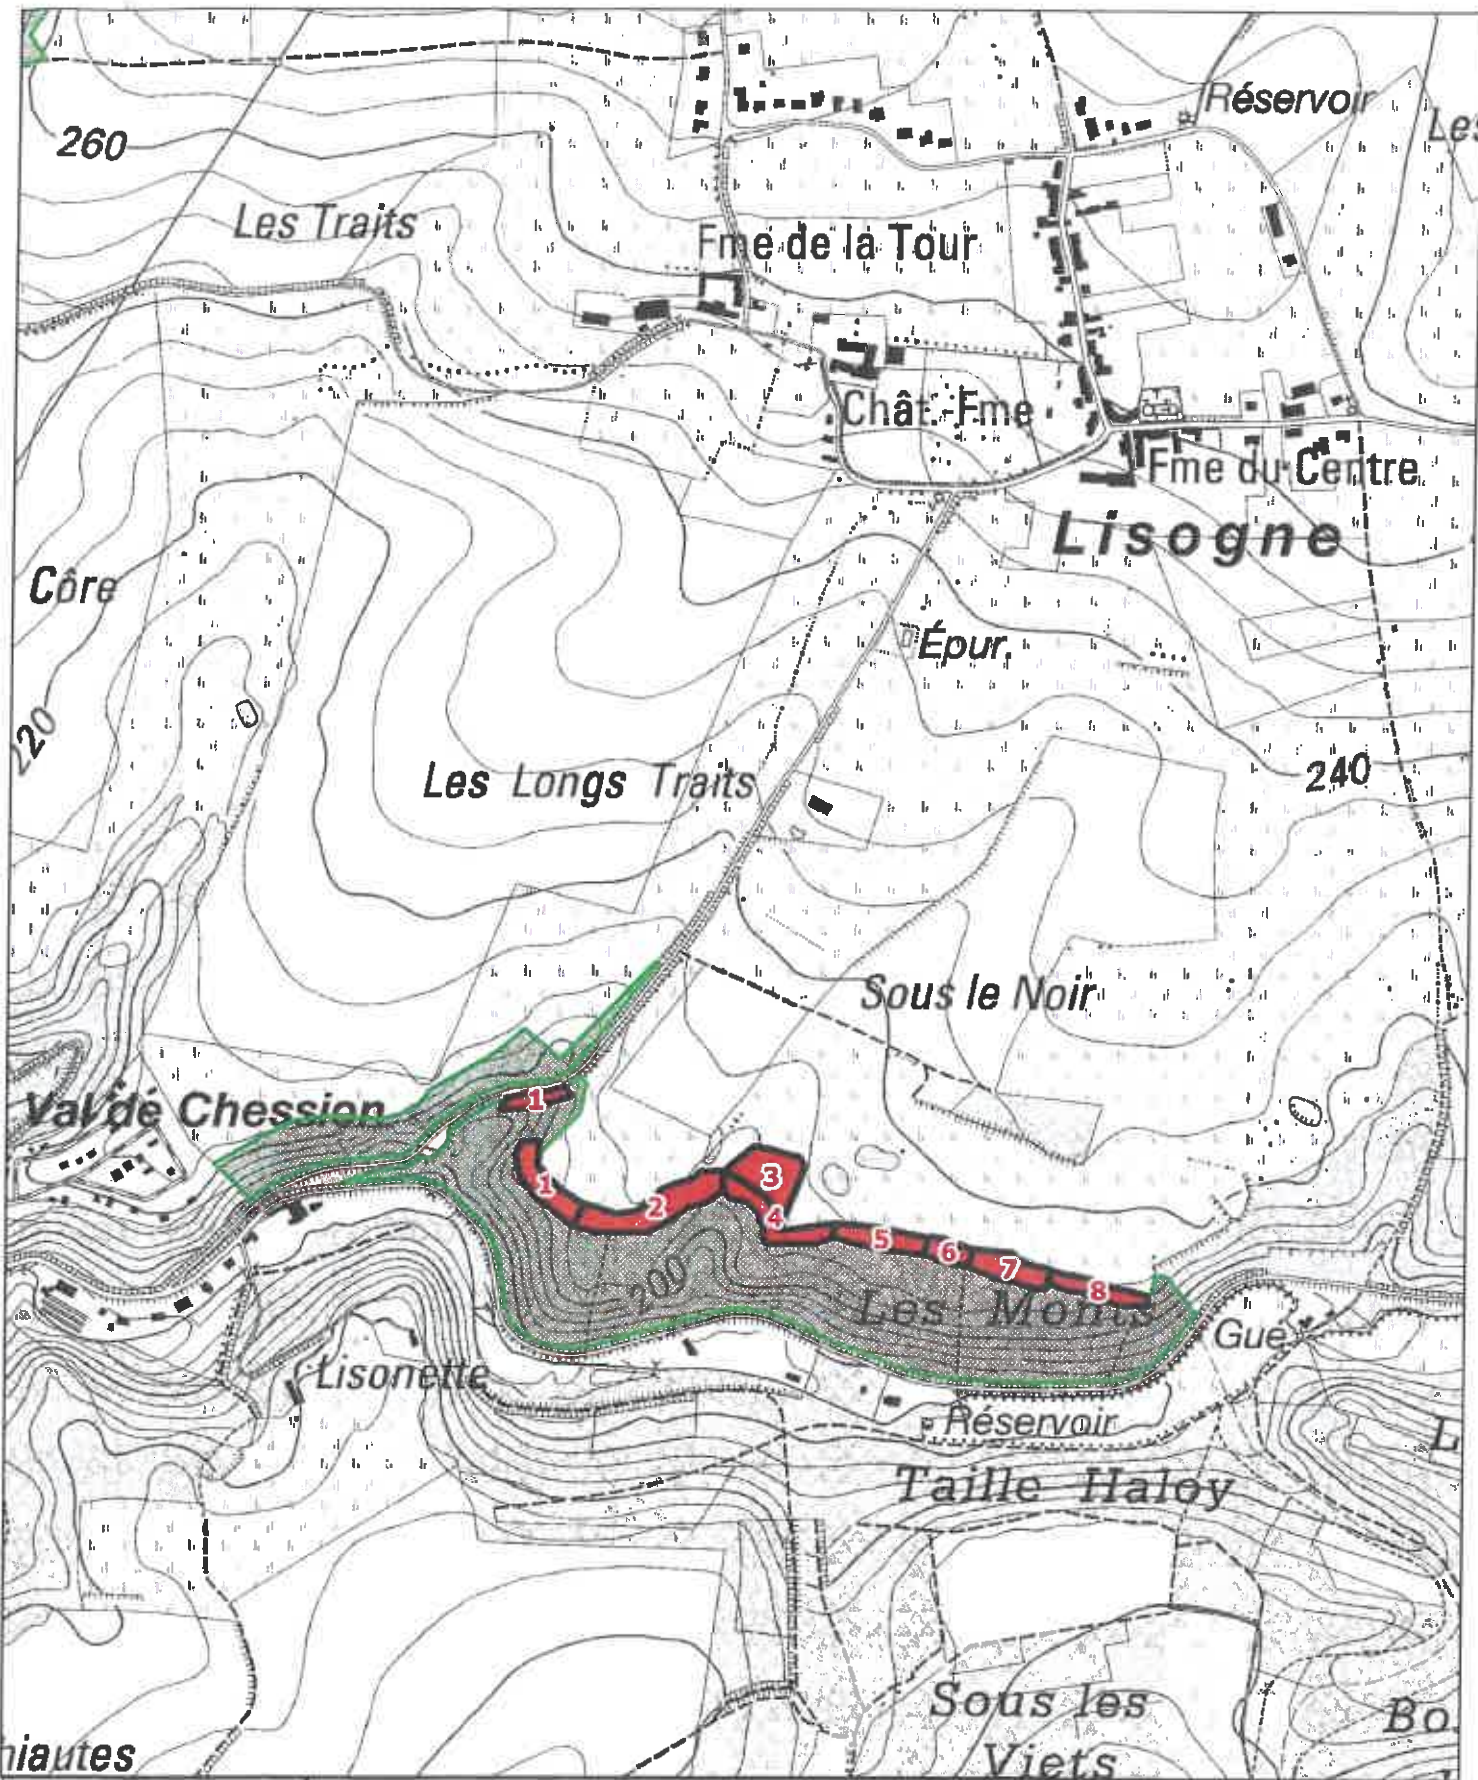 Réservoir
Les
260
Les Traits
Fme de la Tour
Chât.-Fme
Fme du Centre
Lisogne
Côre
Épur.
220
Les Longs Traits
240
Sous le Noir
Val de Chession
1
1
2
3
4
5
6
7
8
200
Les Monts
Gué
Lisonette
Réservoir
L
Taille Haloy
Sous les
Viets
Bo
niautes